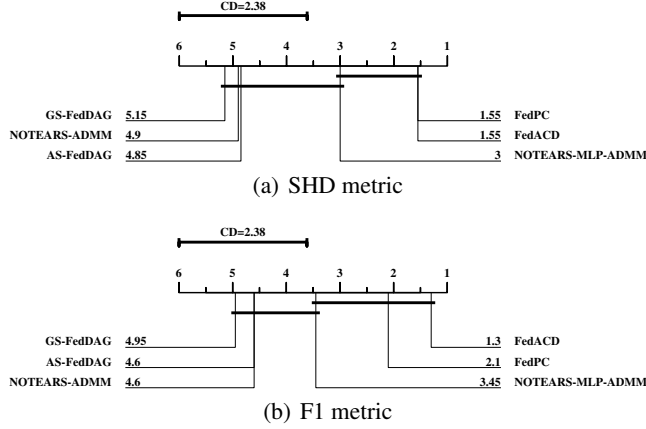 CD=2.38
6 5 4 3 2 1
GS-FedDAG 5.15 1.55 FedPC
NOTEARS-ADMM 4.9 1.55 FedACD
AS-FedDAG 4.85 3 NOTEARS-MLP-ADMM
(a) SHD metric
CD=2.38
6 5 4 3 2 1
GS-FedDAG 4.95 1.3 FedACD
AS-FedDAG 4.6 2.1 FedPC
NOTEARS-ADMM 4.6 3.45 NOTEARS-MLP-ADMM
(b) F1 metric